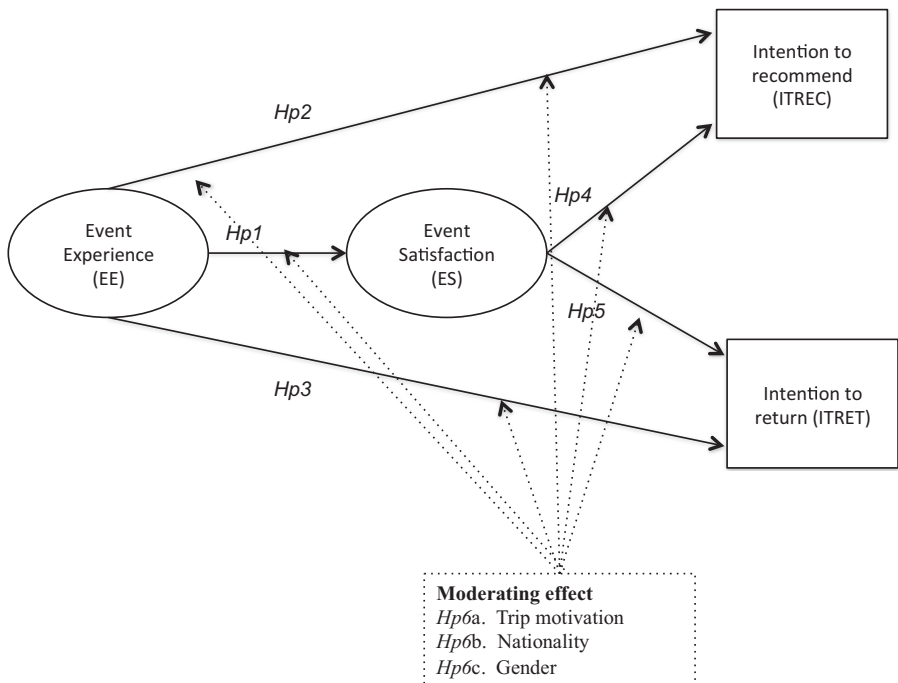 Intention to
recommend
(ITREC)
Hp2
Hp4
Event
Experience
(EE)
Hp1
Event
Satisfaction
(ES)
Hp5
Hp3
Intention to
return (ITRET)
Moderating effect
Hp6a. Trip motivation
Hp6b. Nationality
Hp6c. Gender